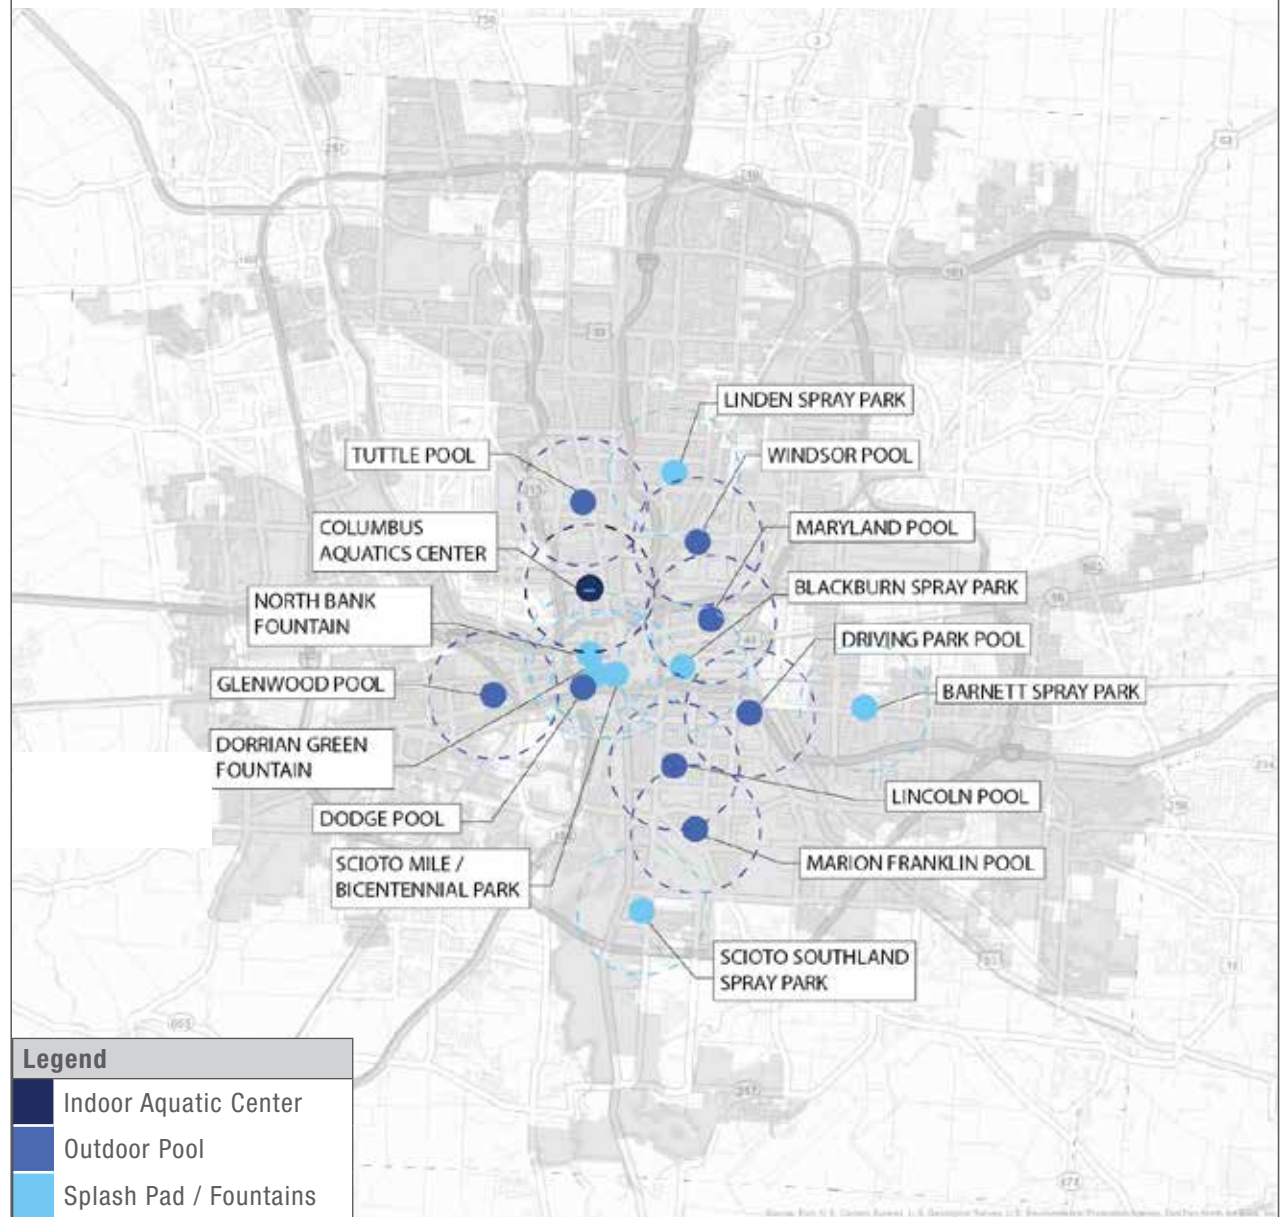 LINDEN SPRAY PARK
TUTTLE POOL
WINDSOR POOL
COLUMBUS
AQUATICS CENTER
MARYLAND POOL
BLACKBURN SPRAY PARK
NORTH BANK
FOUNTAIN
DRIVING PARK POOL
GLENWOOD POOL
BARNETT SPRAY PARK
DORRIAN GREEN
FOUNTAIN
LINCOLN POOL
DODGE POOL
SCIOTO MILE /
BICENTENNIAL PARK
MARION FRANKLIN POOL
SCIOTO SOUTHLAND
SPRAY PARK
Legend
Indoor Aquatic Center
Outdoor Pool
Splash Pad / Fountains